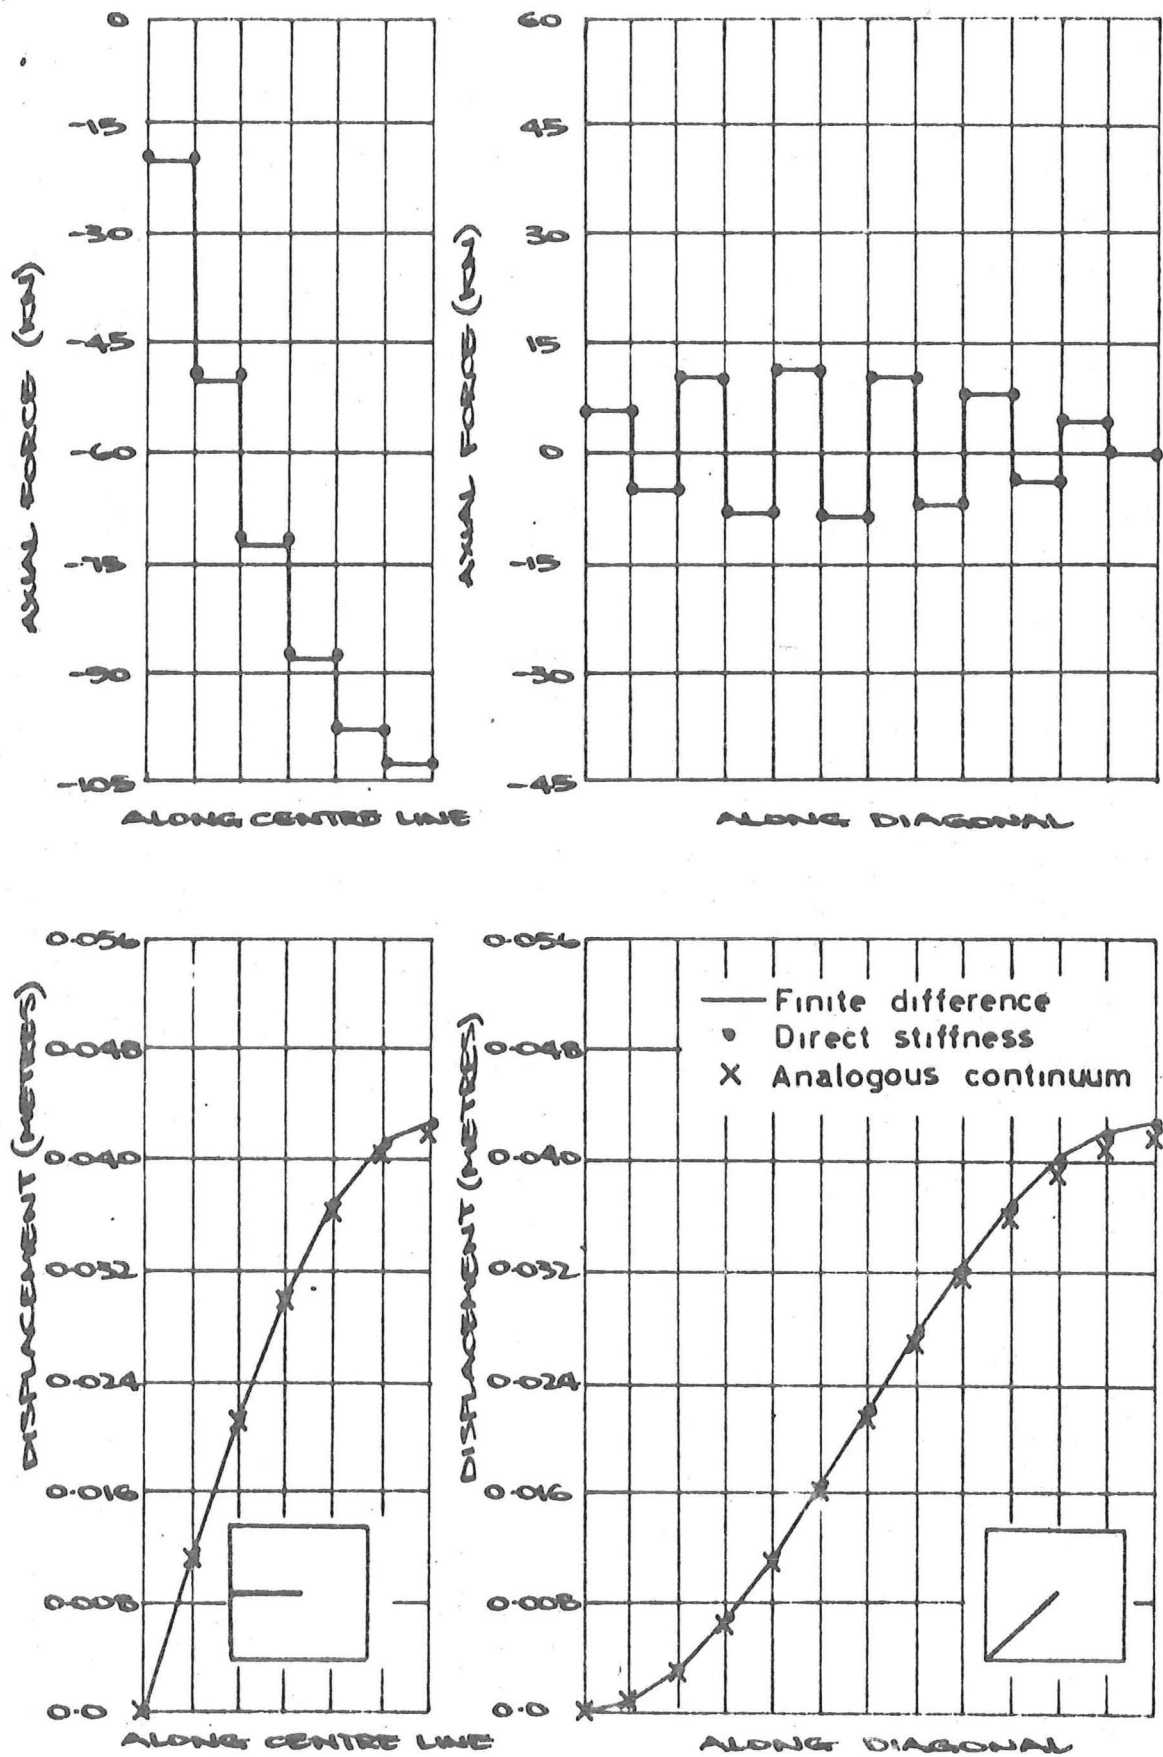 AXIAL FORCE (KN)
0
-15
-30
-45
-60
-75
-90
-105
ALONG CENTRE LINE
AXIAL FORCE (KN)
60
45
30
15
0
-15
-30
-45
ALONG DIAGONAL
DISPLACEMENT (METRES)
0.056
0.048
0.040
0.032
0.024
0.016
0.008
0.0
ALONG CENTRE LINE
DISPLACEMENT (METRES)
0.056
0.048
0.040
0.032
0.024
0.016
0.008
0.0
Finite difference
Direct stiffness
Analogous continuum
ALONG DIAGONAL